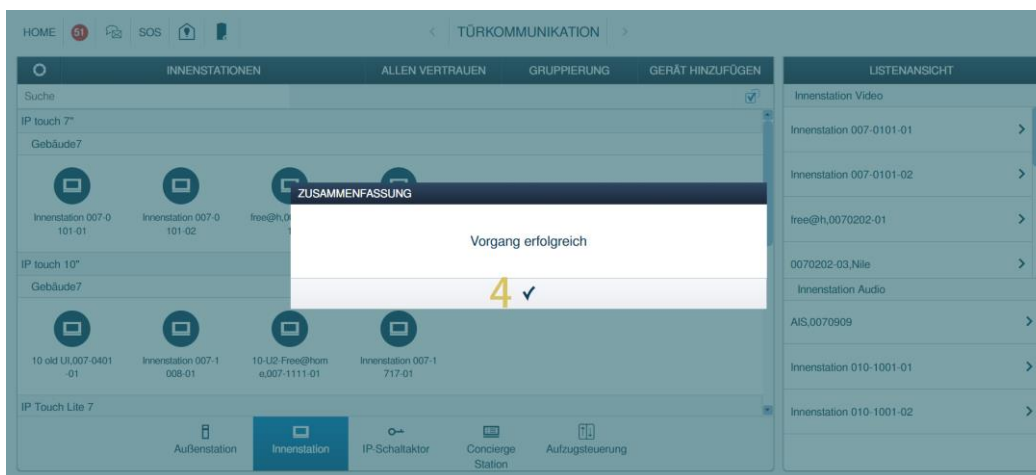 HOME 51 SOS TÜRKOMMUNIKATION
INNENSTATIONEN ALLEN VERTRAUEN GRUPPIERUNG GERÄT HINZUFÜGEN LISTENANSICHT
Suche
Innenstation Video
IP touch 7"
Gebäude7
Innenstation 007-0101-01
Innenstation 007-0101-02
free@h,0070202-01
0070202-03,Nile
Innenstation Audio
AIS,0070909
Innenstation 010-1001-01
Innenstation 010-1001-02
Innenstation 007-0
101-01
Innenstation 007-0
101-02
free@h,0
ZUSAMMENFASSUNG
Vorgang erfolgreich
4
IP touch 10"
Gebäude7
10 old UI,007-0401
-01
Innenstation 007-1
008-01
10-U2-Free@hom
e,007-1111-01
Innenstation 007-1
717-01
IP Touch Lite 7
Außenstation
Innenstation
IP-Schaltaktor
Concierge
Station
Aufzugsteuerung